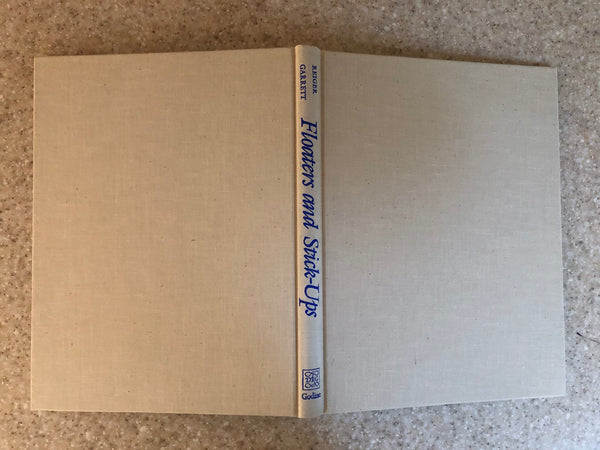 REIGER
GARRETT
Floaters and Stick-Ups
Godine